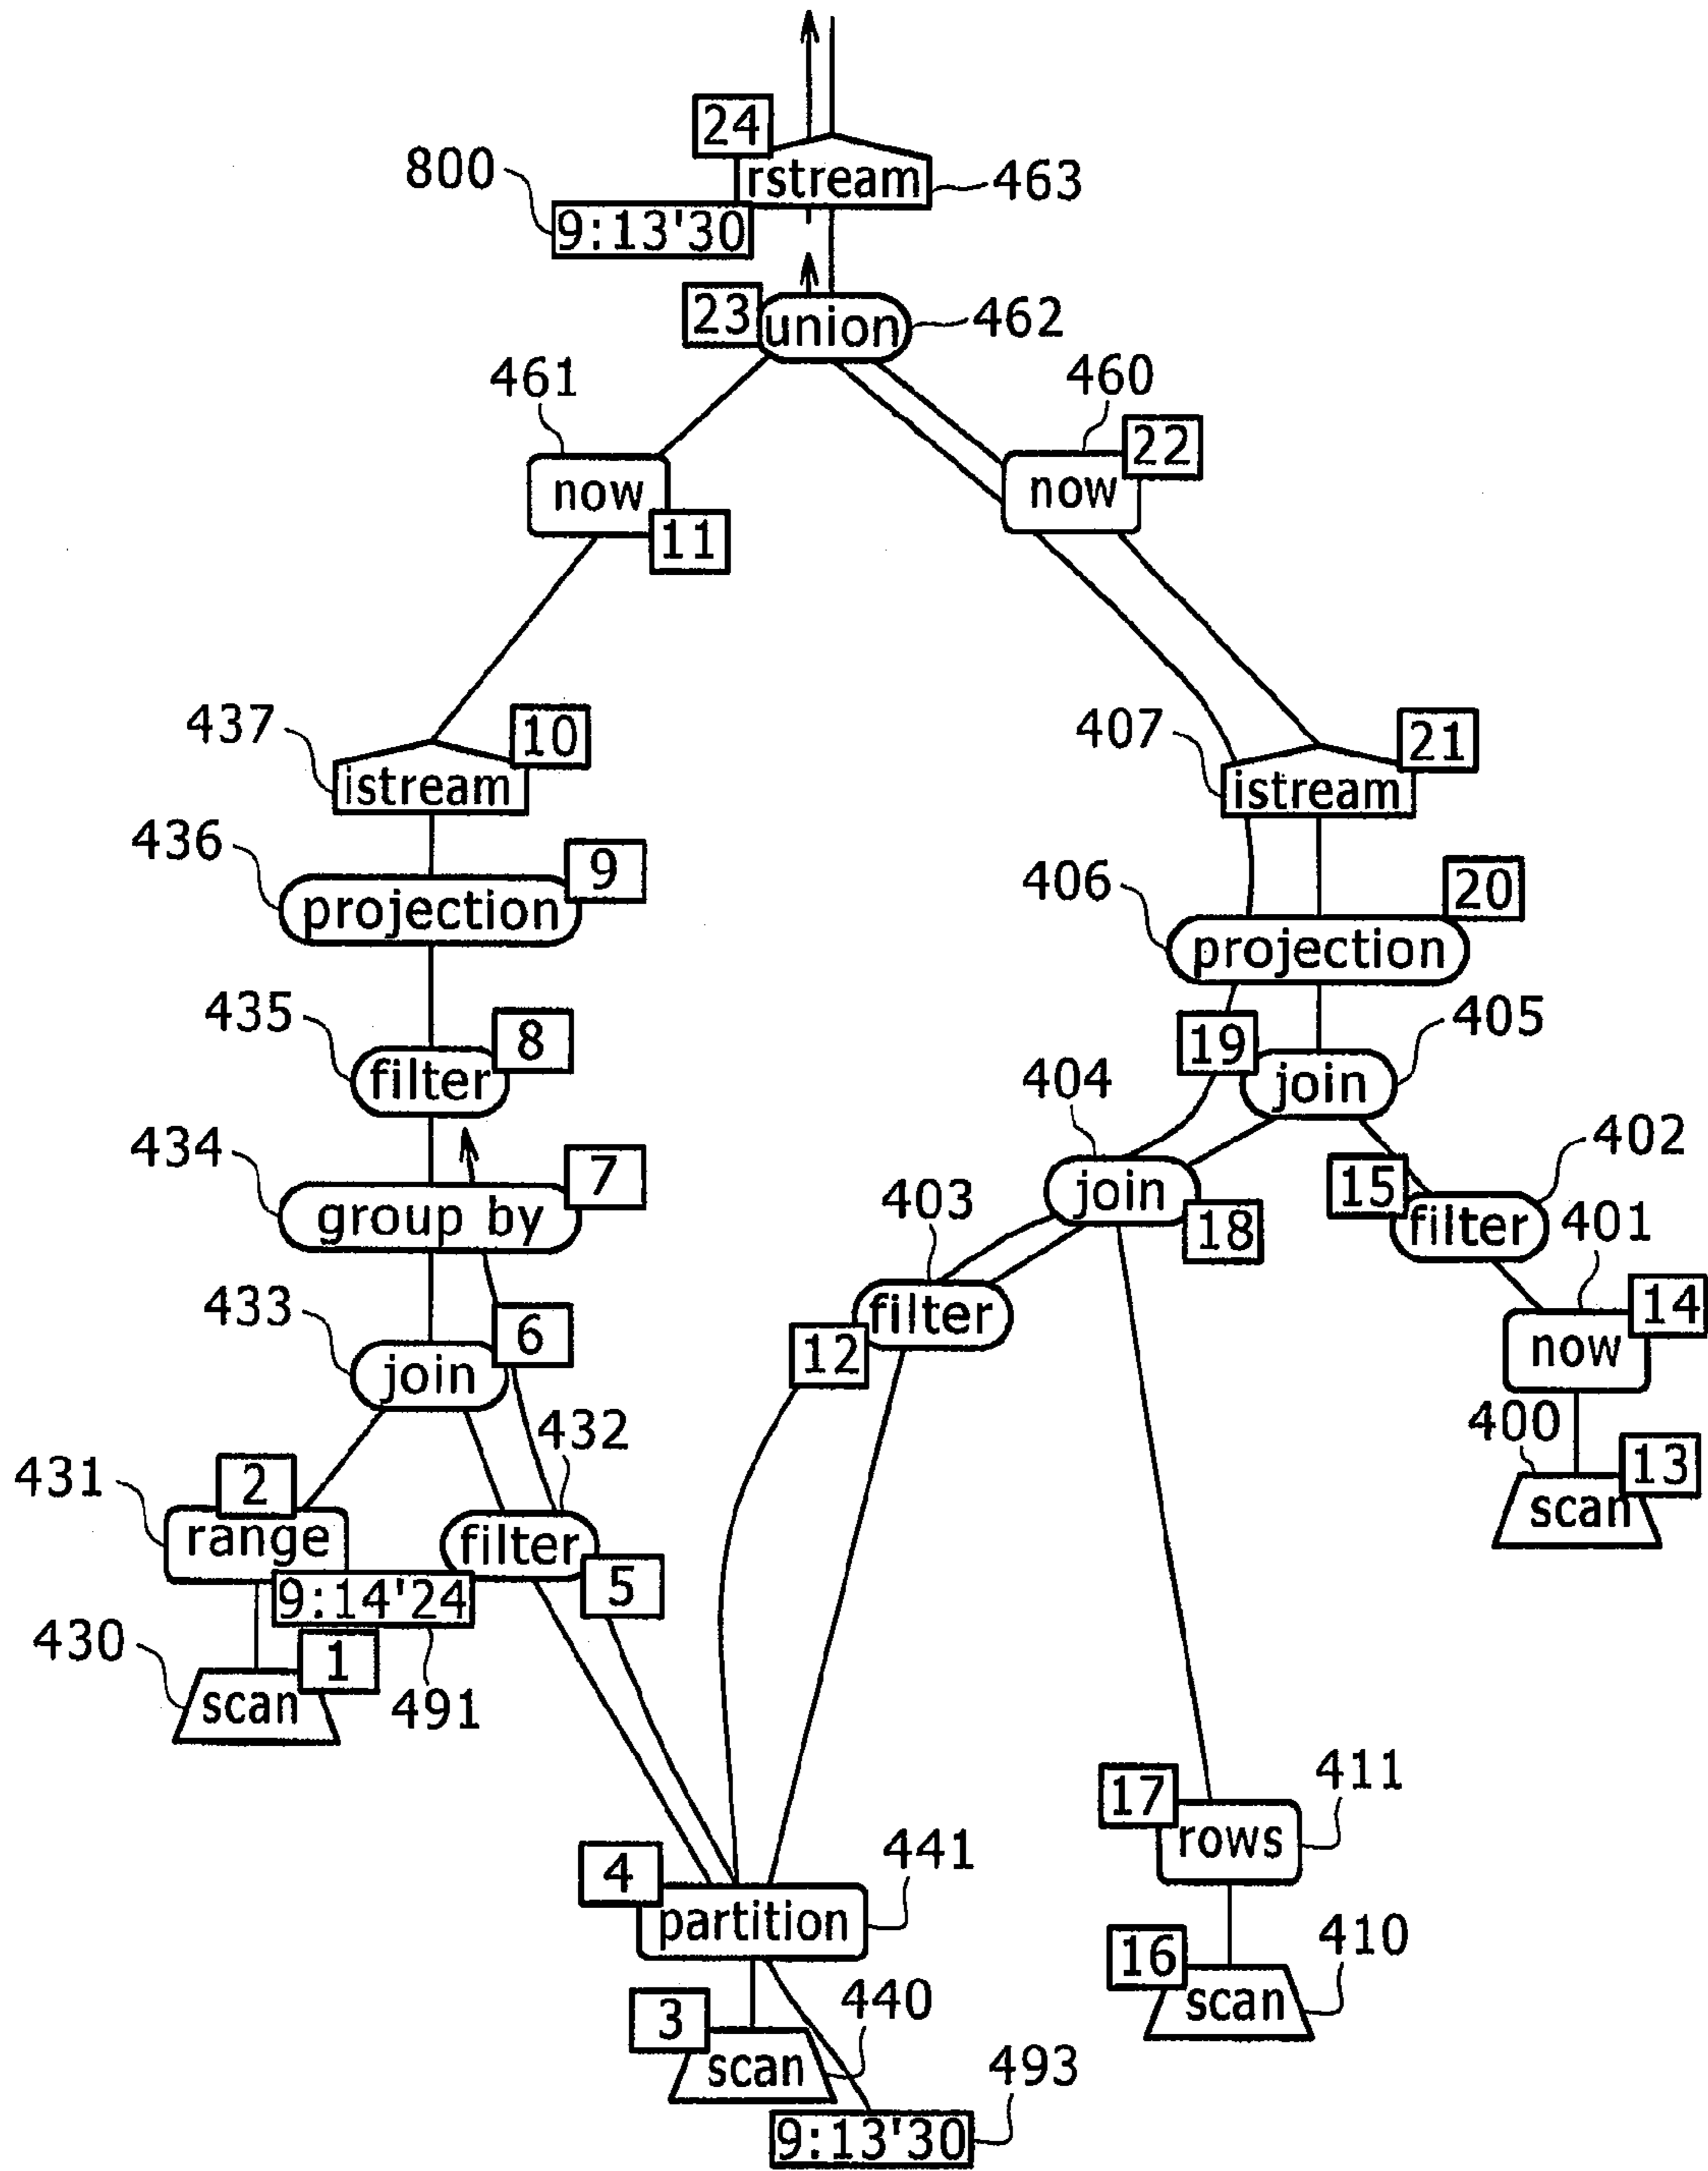 24
800
rstream
463
9:13'30
23
union
462
461
460
now
22
now
11
437
10
407
21
istream
istream
436
9
406
20
projection
projection
435
8
19
405
filter
404
join
434
7
402
group by
403
join
15
18
filter
401
433
6
filter
14
join
12
now
432
400
431
2
13
range
filter
scan
9:14'24
5
430
1
scan
491
17
411
rows
4
441
partition
16
410
3
440
scan
scan
493
9:13'30